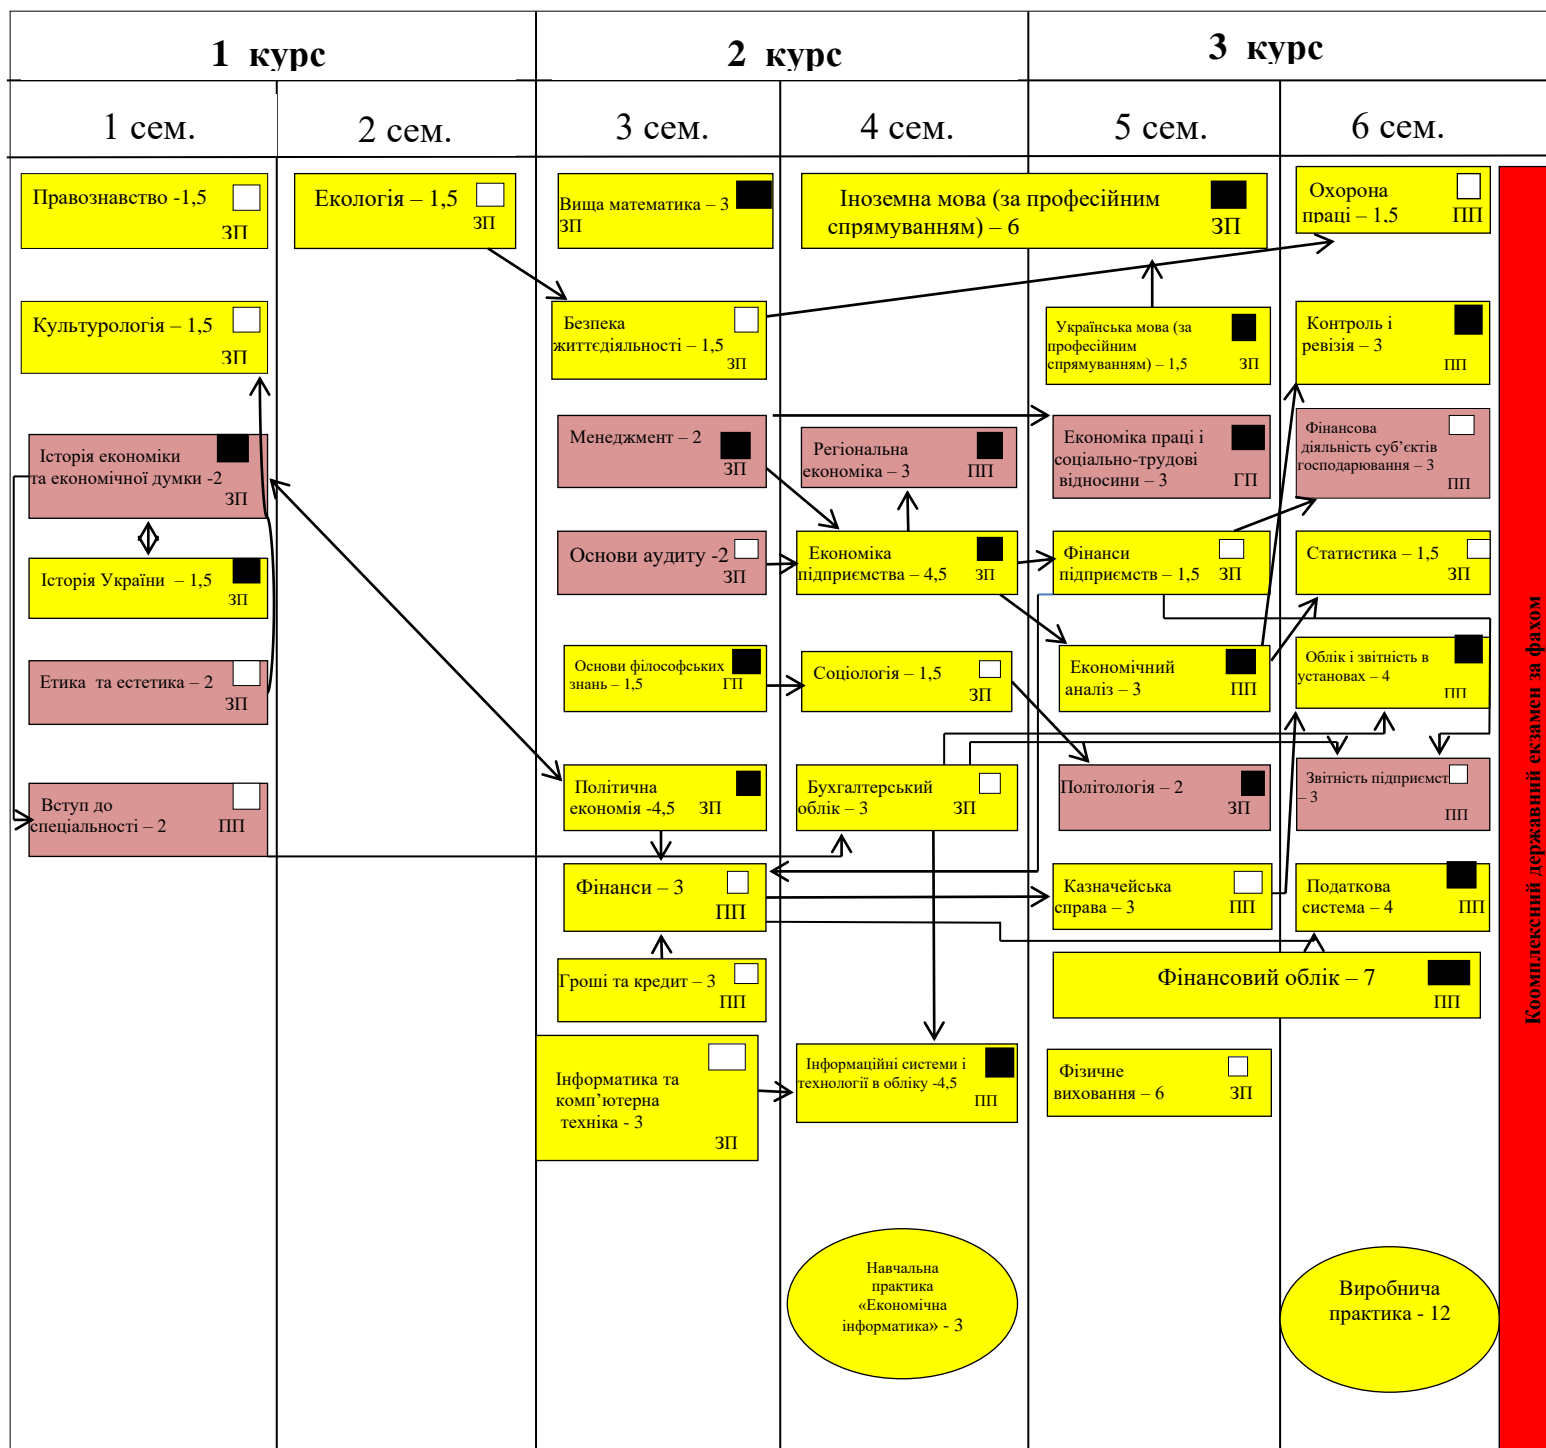 1 курс
2 курс
3 курс
1 сем.
2 сем.
3 сем.
4 сем.
5 сем.
6 сем.
Правознавство -1,5
ЗП
Культурологія – 1,5
ЗП
Історія економіки
та економічної думки -2
ЗП
Історія України – 1,5
ЗП
Етика та естетика – 2
ЗП
Вступ до
спеціальності – 2
ПП
Екологія – 1,5
ЗП
Вища математика – 3
ЗП
Безпека
життєдіяльності – 1,5
ЗП
Менеджмент – 2
ЗП
Основи аудиту -2
ЗП
Основи філософських
знань – 1,5
ГП
Політична
економія -4,5
ЗП
Фінанси – 3
ПП
Гроші та кредит – 3
ПП
Інформатика та
комп’ютерна
техніка - 3
ЗП
Іноземна мова (за професійним
спрямуванням) – 6
ЗП
Регіональна
економіка – 3
ПП
Економіка
підприємства – 4,5
ЗП
Соціологія – 1,5
ЗП
Бухгалтерський
облік – 3
ЗП
Інформаційні системи і
технології в обліку -4,5
ПП
Навчальна
практика
«Економічна
інформатика» - 3
Українська мова (за
професійним
спрямуванням) – 1,5
ЗП
Економіка праці і
соціально-трудові
відносини – 3
ГП
Фінанси
підприємств – 1,5
ЗП
Економічний
аналіз – 3
ПП
Політологія – 2
ЗП
Казначейська
справа – 3
ПП
Фінансовий облік – 7
ПП
Фізичне
виховання – 6
ЗП
Охорона
праці – 1,5
ПП
Контроль і
ревізія – 3
ПП
Фінансова
діяльність суб’єктів
господарювання – 3
ПП
Статистика – 1,5
ЗП
Облік і звітність в
установах – 4
ПП
Звітність підприємст
– 3
ПП
Податкова
система – 4
ПП
Виробнича
практика - 12
Коомплексний державний екзамен за фахом